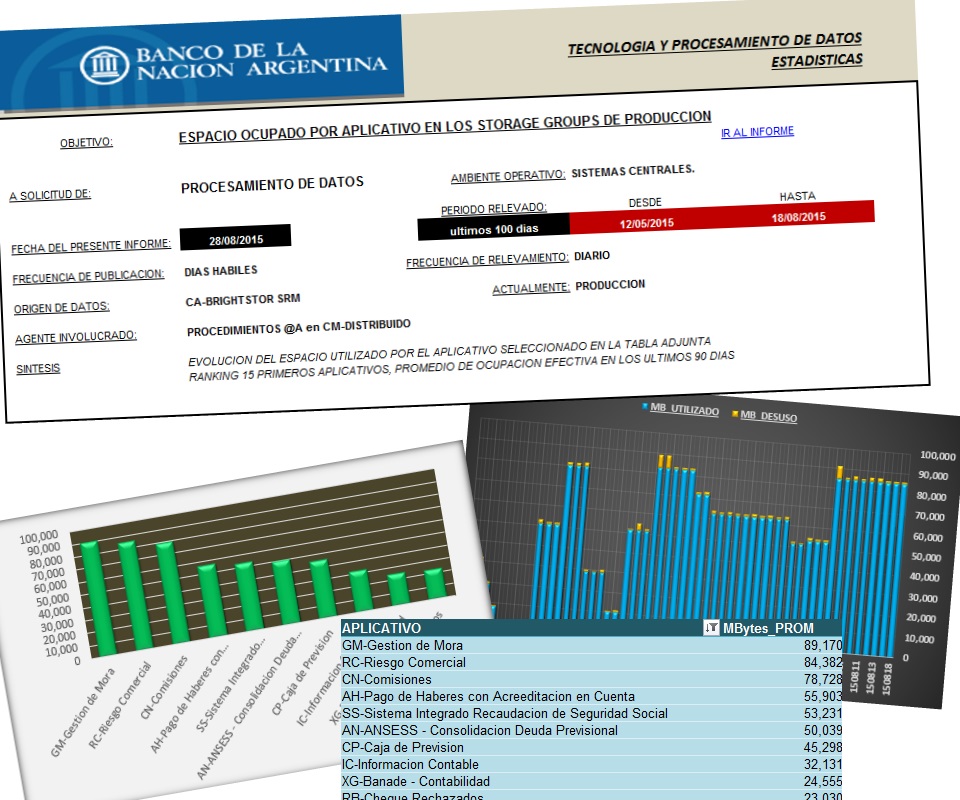 BANCO DE LA
NACION ARGENTINA
TECNOLOGIA Y PROCESAMIENTO DE DATOS
ESTADISTICAS
OBJETIVO: ESPACIO OCUPADO POR APLICATIVO EN LOS STORAGE GROUPS DE PRODUCCION
IR AL INFORME
A SOLICITUD DE: PROCESAMIENTO DE DATOS
AMBIENTE OPERATIVO: SISTEMAS CENTRALES.
PERIODO RELEVADO: DESDE HASTA
ultimos 100 dias 12/05/2015 18/08/2015
FECHA DEL PRESENTE INFORME: 28/08/2015
FRECUENCIA DE PUBLICACION: DIAS HABILES
FRECUENCIA DE RELEVAMIENTO: DIARIO
ORIGEN DE DATOS: CA-BRIGHTSTOR SRM
ACTUALMENTE: PRODUCCION
AGENTE INVOLUCRADO: PROCEDIMIENTOS @A en CM-DISTRIBUIDO
SINTESIS
EVOLUCION DEL ESPACIO UTILIZADO POR EL APLICATIVO SELECCIONADO EN LA TABLA ADJUNTA
RANKING 15 PRIMEROS APLICATIVOS, PROMEDIO DE OCUPACION EFECTIVA EN LOS ULTIMOS 90 DIAS
MB_UTILIZADO MB_DESUSO
100,000
90,000
80,000
70,000
60,000
50,000
40,000
30,000
20,000
10,000
0
150811
150813
150818
100,000
90,000
80,000
70,000
60,000
50,000
40,000
30,000
20,000
10,000
0
GM-Gestion de Mora
RC-Riesgo Comercial
CN-Comisiones
AH-Pago de Haberes con...
SS-Sistema Integrado...
AN-ANSESS - Consolidacion Deuda...
CP-Caja de Prevision
IC-Informacion
XG-
APLICATIVO MBytes_PROM
GM-Gestion de Mora 89,170
RC-Riesgo Comercial 84,382
CN-Comisiones 78,728
AH-Pago de Haberes con Acreeditacion en Cuenta 55,903
SS-Sistema Integrado Recaudacion de Seguridad Social 53,231
AN-ANSESS - Consolidacion Deuda Previsional 50,039
CP-Caja de Prevision 45,298
IC-Informacion Contable 32,131
XG-Banade - Contabilidad 24,555
RB-Cheque Rechazados 23,030